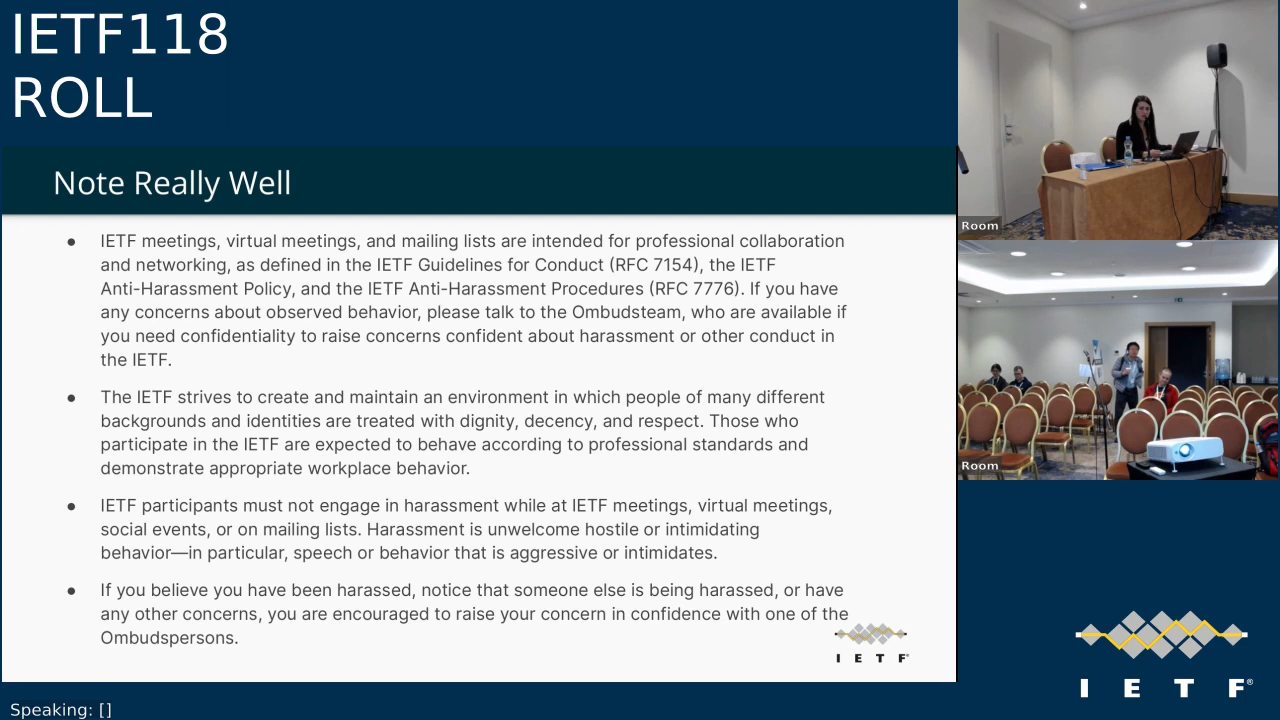 IETF118
ROLL
Note Really Well
● IETF meetings, virtual meetings, and mailing lists are intended for professional collaboration
and networking, as defined in the IETF Guidelines for Conduct (RFC 7154), the IETF
Anti-Harassment Policy, and the IETF Anti-Harassment Procedures (RFC 7776). If you have
any concerns about observed behavior, please talk to the Ombudsteam, who are available if
you need confidentiality to raise concerns confident about harassment or other conduct in
the IETF.
● The IETF strives to create and maintain an environment in which people of many different
backgrounds and identities are treated with dignity, decency, and respect. Those who
participate in the IETF are expected to behave according to professional standards and
demonstrate appropriate workplace behavior.
● IETF participants must not engage in harassment while at IETF meetings, virtual meetings,
social events, or on mailing lists. Harassment is unwelcome hostile or intimidating
behavior—in particular, speech or behavior that is aggressive or intimidates.
● If you believe you have been harassed, notice that someone else is being harassed, or have
any other concerns, you are encouraged to raise your concern in confidence with one of the
Ombudspersons.
I E T F®
Room
Room
I E T F®
Speaking: []